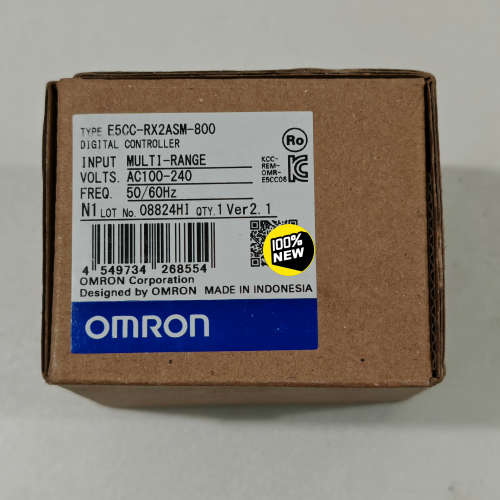 TYPE E5CC-RX2ASM-800
DIGITAL CONTROLLER
INPUT MULTI-RANGE
VOLTS. AC100-240
FREQ. 50/60Hz
N1 LOT No. 08824HI QTY.1 Ver2.1
Ro
KCC-
REM-
OMR-
E5CC08
100%
NEW
4 549734 268554
OMRON Corporation
Designed by OMRON MADE IN INDONESIA
OMRON